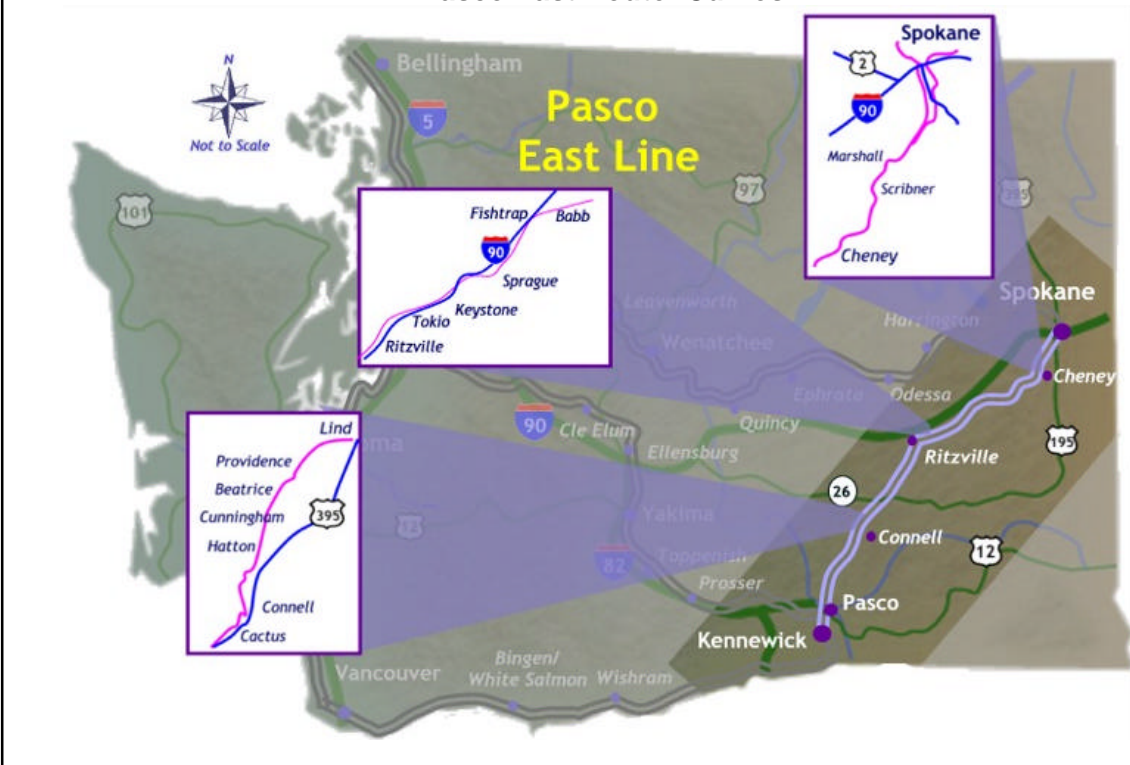 N
Not to Scale
Bellingham
5
Pasco
East Line
101
97
395
Spokane
2
90
Marshall
Scribner
Cheney
Fishtrap
Babb
90
Sprague
Keystone
Tokio
Ritzville
Leavenworth
Wenatchee
Harrington
Spokane
Ephrata
Odessa
Cheney
90
Cle Elum
Quincy
Ellensburg
Ritzville
195
26
Lind
Providence
Beatrice
Cunningham
395
Hatton
Connell
Cactus
oma
12
Yakima
82
Toppenish
Prosser
Connell
12
Pasco
Kennewick
Vancouver
Bingen/
White Salmon
Wishram